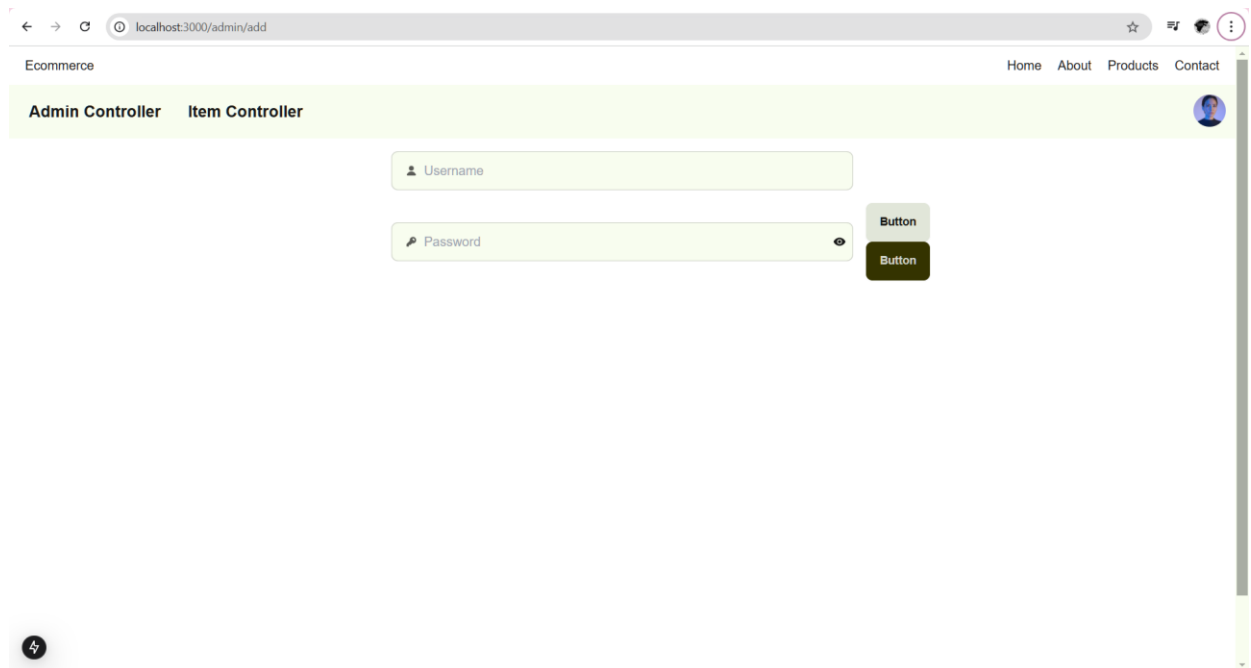 localhost:3000/admin/add
Ecommerce Home About Products Contact
Admin Controller Item Controller
Username
Button
Password
Button